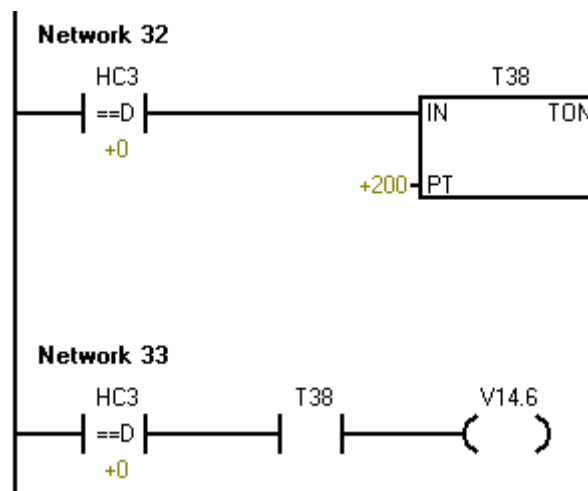 Network 32
HC3
T38
==D
IN
TON
+0
+200
PT
Network 33
HC3
T38
V14.6
==D
+0